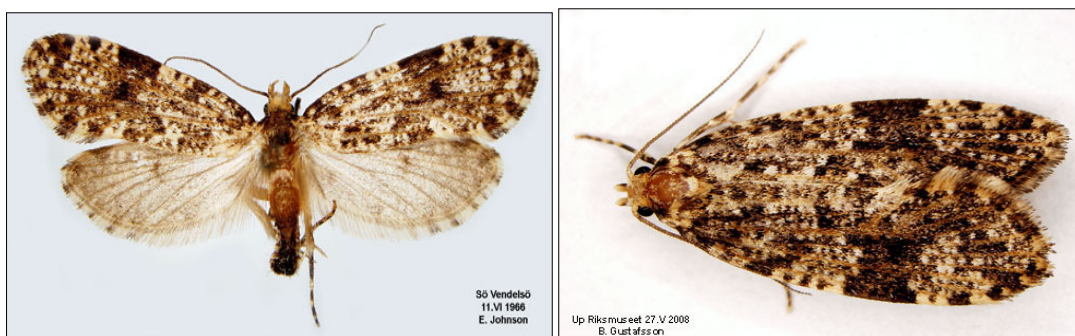 Sö Vendelsö
11.VI 1966
E. Johnson
Up Riksmuseet 27.V 2008
B. Gustafsson